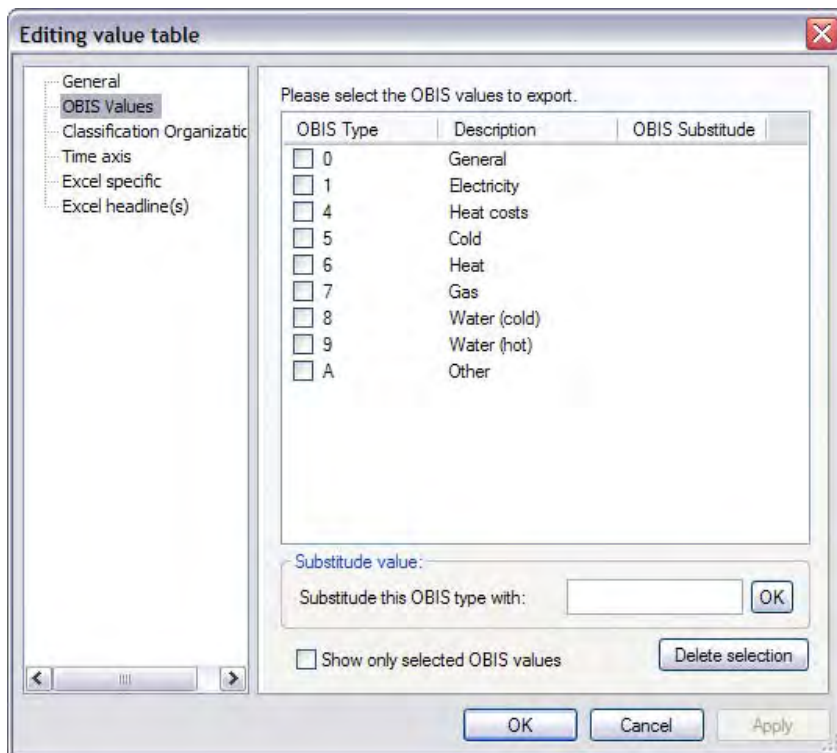 Editing value table
General
OBIS Values
Classification Organizatic
Time axis
Excel specific
Excel headline(s)
Please select the OBIS values to export.
OBIS Type Description OBIS Substitude
0 General
1 Electricity
4 Heat costs
5 Cold
6 Heat
7 Gas
8 Water (cold)
9 Water (hot)
A Other
Substitude value:
Substitude this OBIS type with: OK
Show only selected OBIS values Delete selection
OK Cancel Apply